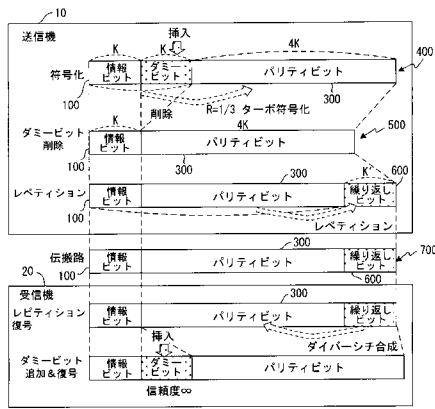 10
送信機
挿入
K
K
4K
符号化
情報ビット
ダミービット
パリティビット
400
100
300
削除
R=1/3 ターボ符号化
K
4K
ダミービット削除
情報ビット
パリティビット
500
100
300
300
K
600
レペティション
情報ビット
パリティビット
繰り返しビット
100
レペティション
300
伝搬路
情報ビット
パリティビット
繰り返しビット
700
100
600
20
受信機
300
レピティション復号
情報ビット
パリティビット
繰り返しビット
挿入
ダイバーシチ合成
ダミービット追加&復号
情報ビット
ダミービット
パリティビット
信頼度∞